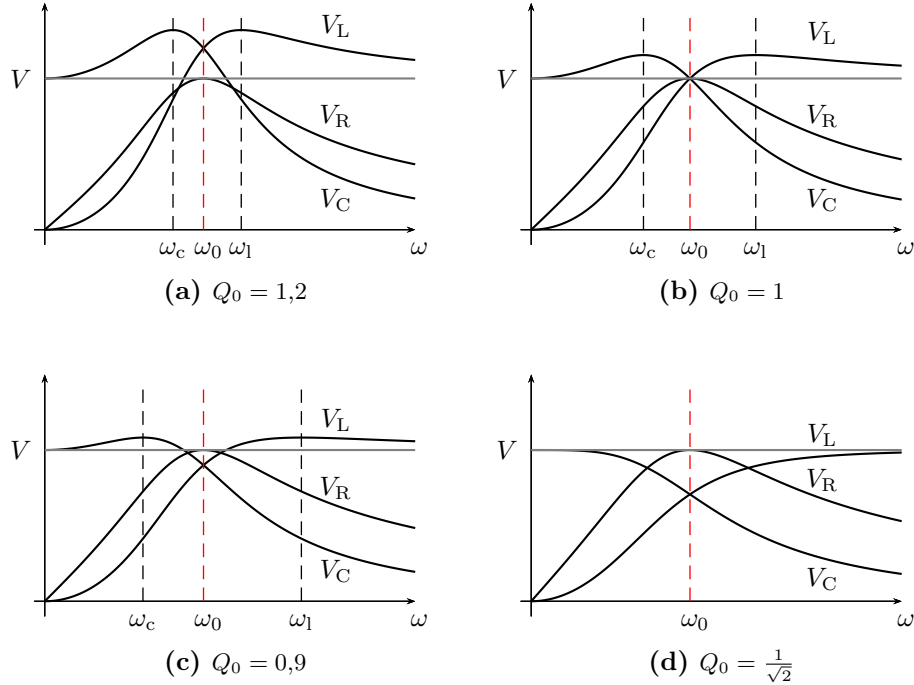 V
V_L
V_R
V_C
ω_c ω_0 ω_l ω
(a) Q_0 = 1,2
V
V_L
V_R
V_C
ω_c ω_0 ω_l ω
(b) Q_0 = 1
V
V_L
V_R
V_C
ω_c ω_0 ω_l ω
(c) Q_0 = 0,9
V
V_L
V_R
V_C
ω_0 ω
(d) Q_0 = 1/√2